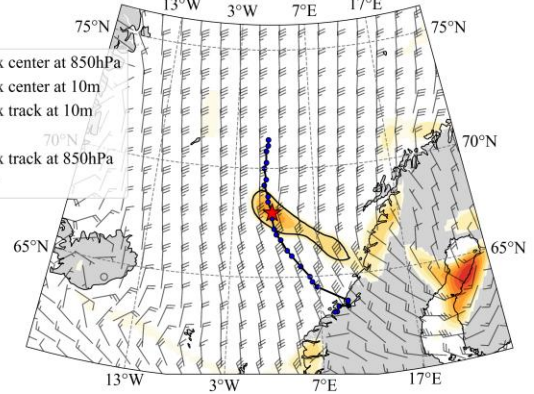 13°W 3°W 7°E 17°E
75°N 75°N
x center at 850hPa
x center at 10m
x track at 10m
70°N 70°N
x track at 850hPa
65°N 65°N
13°W 3°W 7°E 17°E